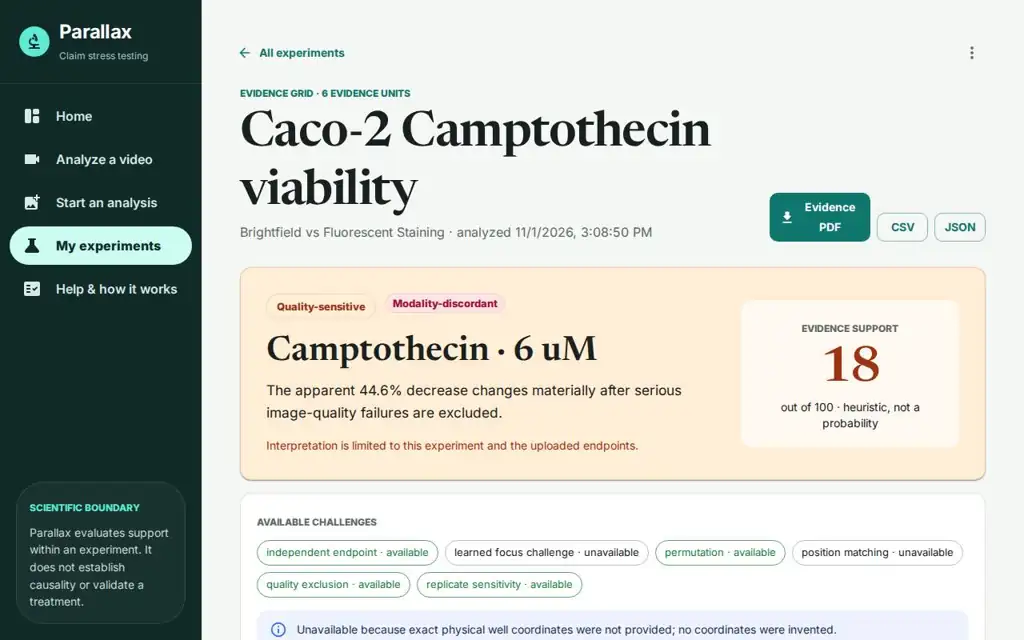 Parallax
Claim stress testing
Home
Analyze a video
Start an analysis
My experiments
Help & how it works
SCIENTIFIC BOUNDARY
Parallax evaluates support
within an experiment. It
does not establish
causality or validate a
treatment.
All experiments
EVIDENCE GRID · 6 EVIDENCE UNITS
Caco-2 Camptothecin
viability
Brightfield vs Fluorescent Staining · analyzed 11/1/2026, 3:08:50 PM
Evidence
PDF
CSV
JSON
Quality-sensitive
Modality-discordant
Camptothecin · 6 uM
The apparent 44.6% decrease changes materially after serious
image-quality failures are excluded.
Interpretation is limited to this experiment and the uploaded endpoints.
EVIDENCE SUPPORT
18
out of 100 · heuristic, not a
probability
AVAILABLE CHALLENGES
independent endpoint · available
learned focus challenge · unavailable
permutation · available
position matching · unavailable
quality exclusion · available
replicate sensitivity · available
Unavailable because exact physical well coordinates were not provided; no coordinates were invented.